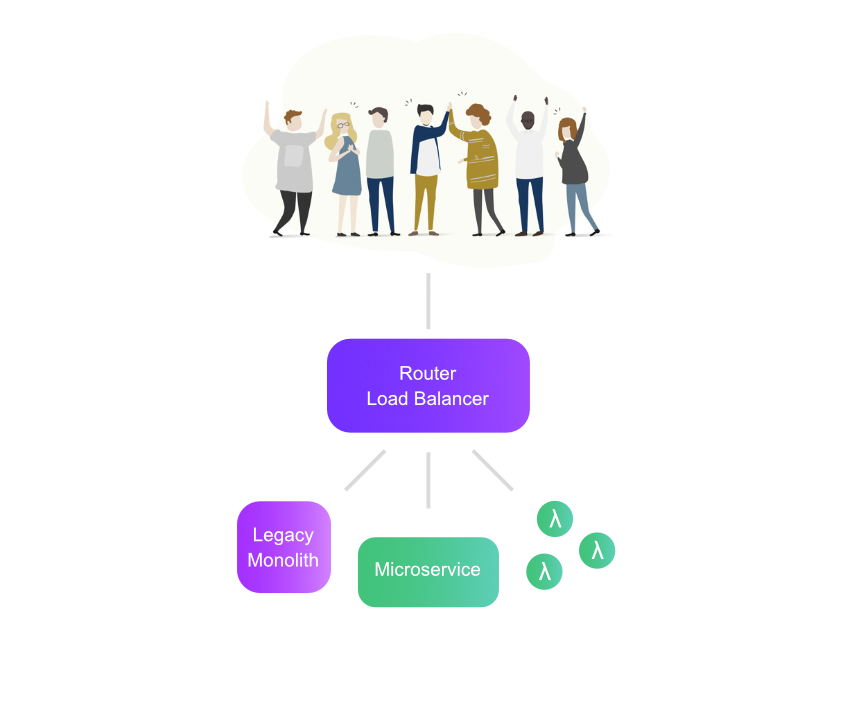 Router
Load Balancer
Legacy
Monolith
Microservice
λ
λ
λ